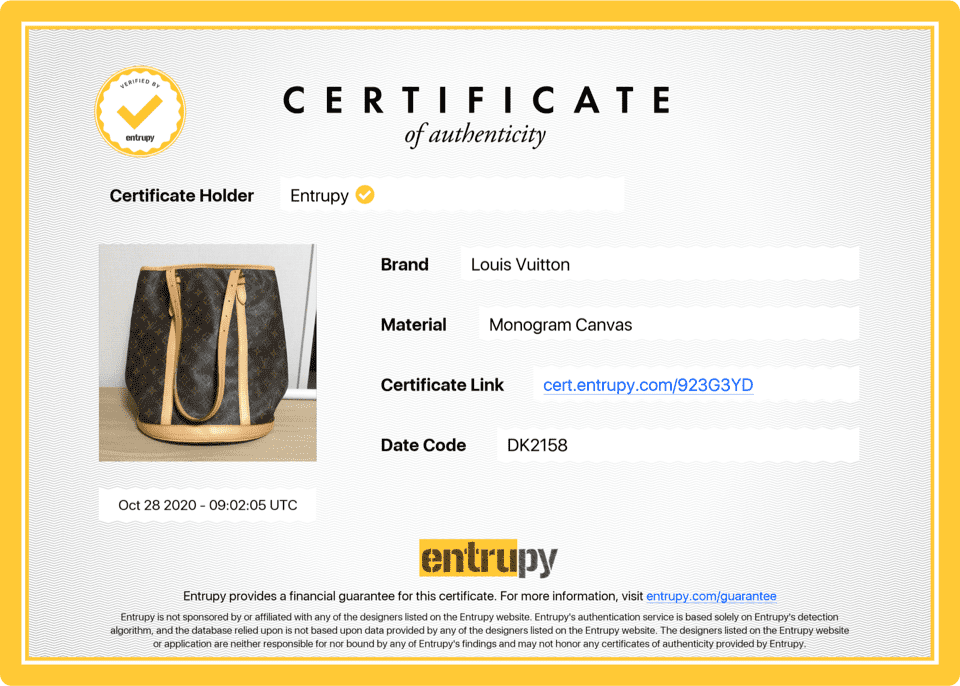 VERIFIED BY
entrupy
CERTIFICATE
of authenticity
Certificate Holder Entrupy
Brand Louis Vuitton
Material Monogram Canvas
Certificate Link cert.entrupy.com/923G3YD
Date Code DK2158
Oct 28 2020 - 09:02:05 UTC
entrupy
Entrupy provides a financial guarantee for this certificate. For more information, visit entrupy.com/guarantee
Entrupy is not sponsored by or affiliated with any of the designers listed on the Entrupy website. Entrupy's authentication service is based solely on Entrupy's detection
algorithm, and the database relied upon is not based upon data provided by any of the designers listed on the Entrupy website. The designers listed on the Entrupy website
or application are neither responsible for nor bound by any of Entrupy's findings and may not honor any certificates of authenticity provided by Entrupy.